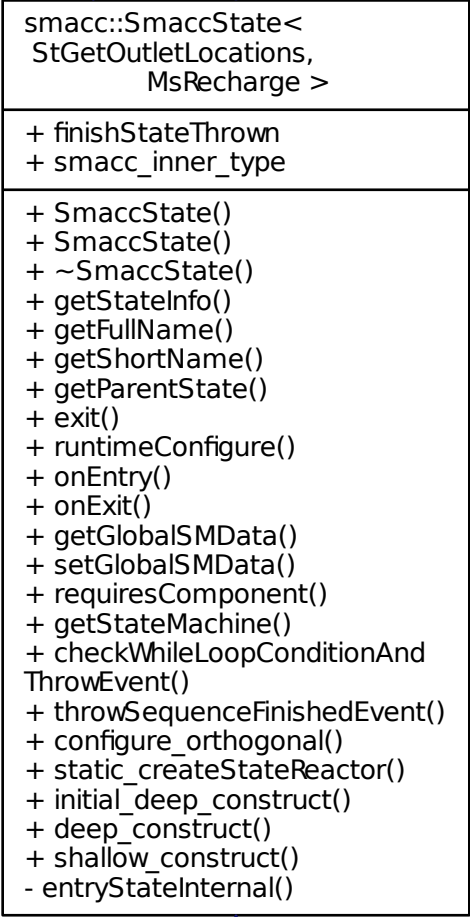 smacc::SmaccState<
StGetOutletLocations,
MsRecharge >
+ finishStateThrown
+ smacc_inner_type
+ SmaccState()
+ SmaccState()
+ ~SmaccState()
+ getStateInfo()
+ getFullName()
+ getShortName()
+ getParentState()
+ exit()
+ runtimeConfigure()
+ onEntry()
+ onExit()
+ getGlobalSMData()
+ setGlobalSMData()
+ requiresComponent()
+ getStateMachine()
+ checkWhileLoopConditionAnd
ThrowEvent()
+ throwSequenceFinishedEvent()
+ configure_orthogonal()
+ static_createStateReactor()
+ initial_deep_construct()
+ deep_construct()
+ shallow_construct()
- entryStateInternal()